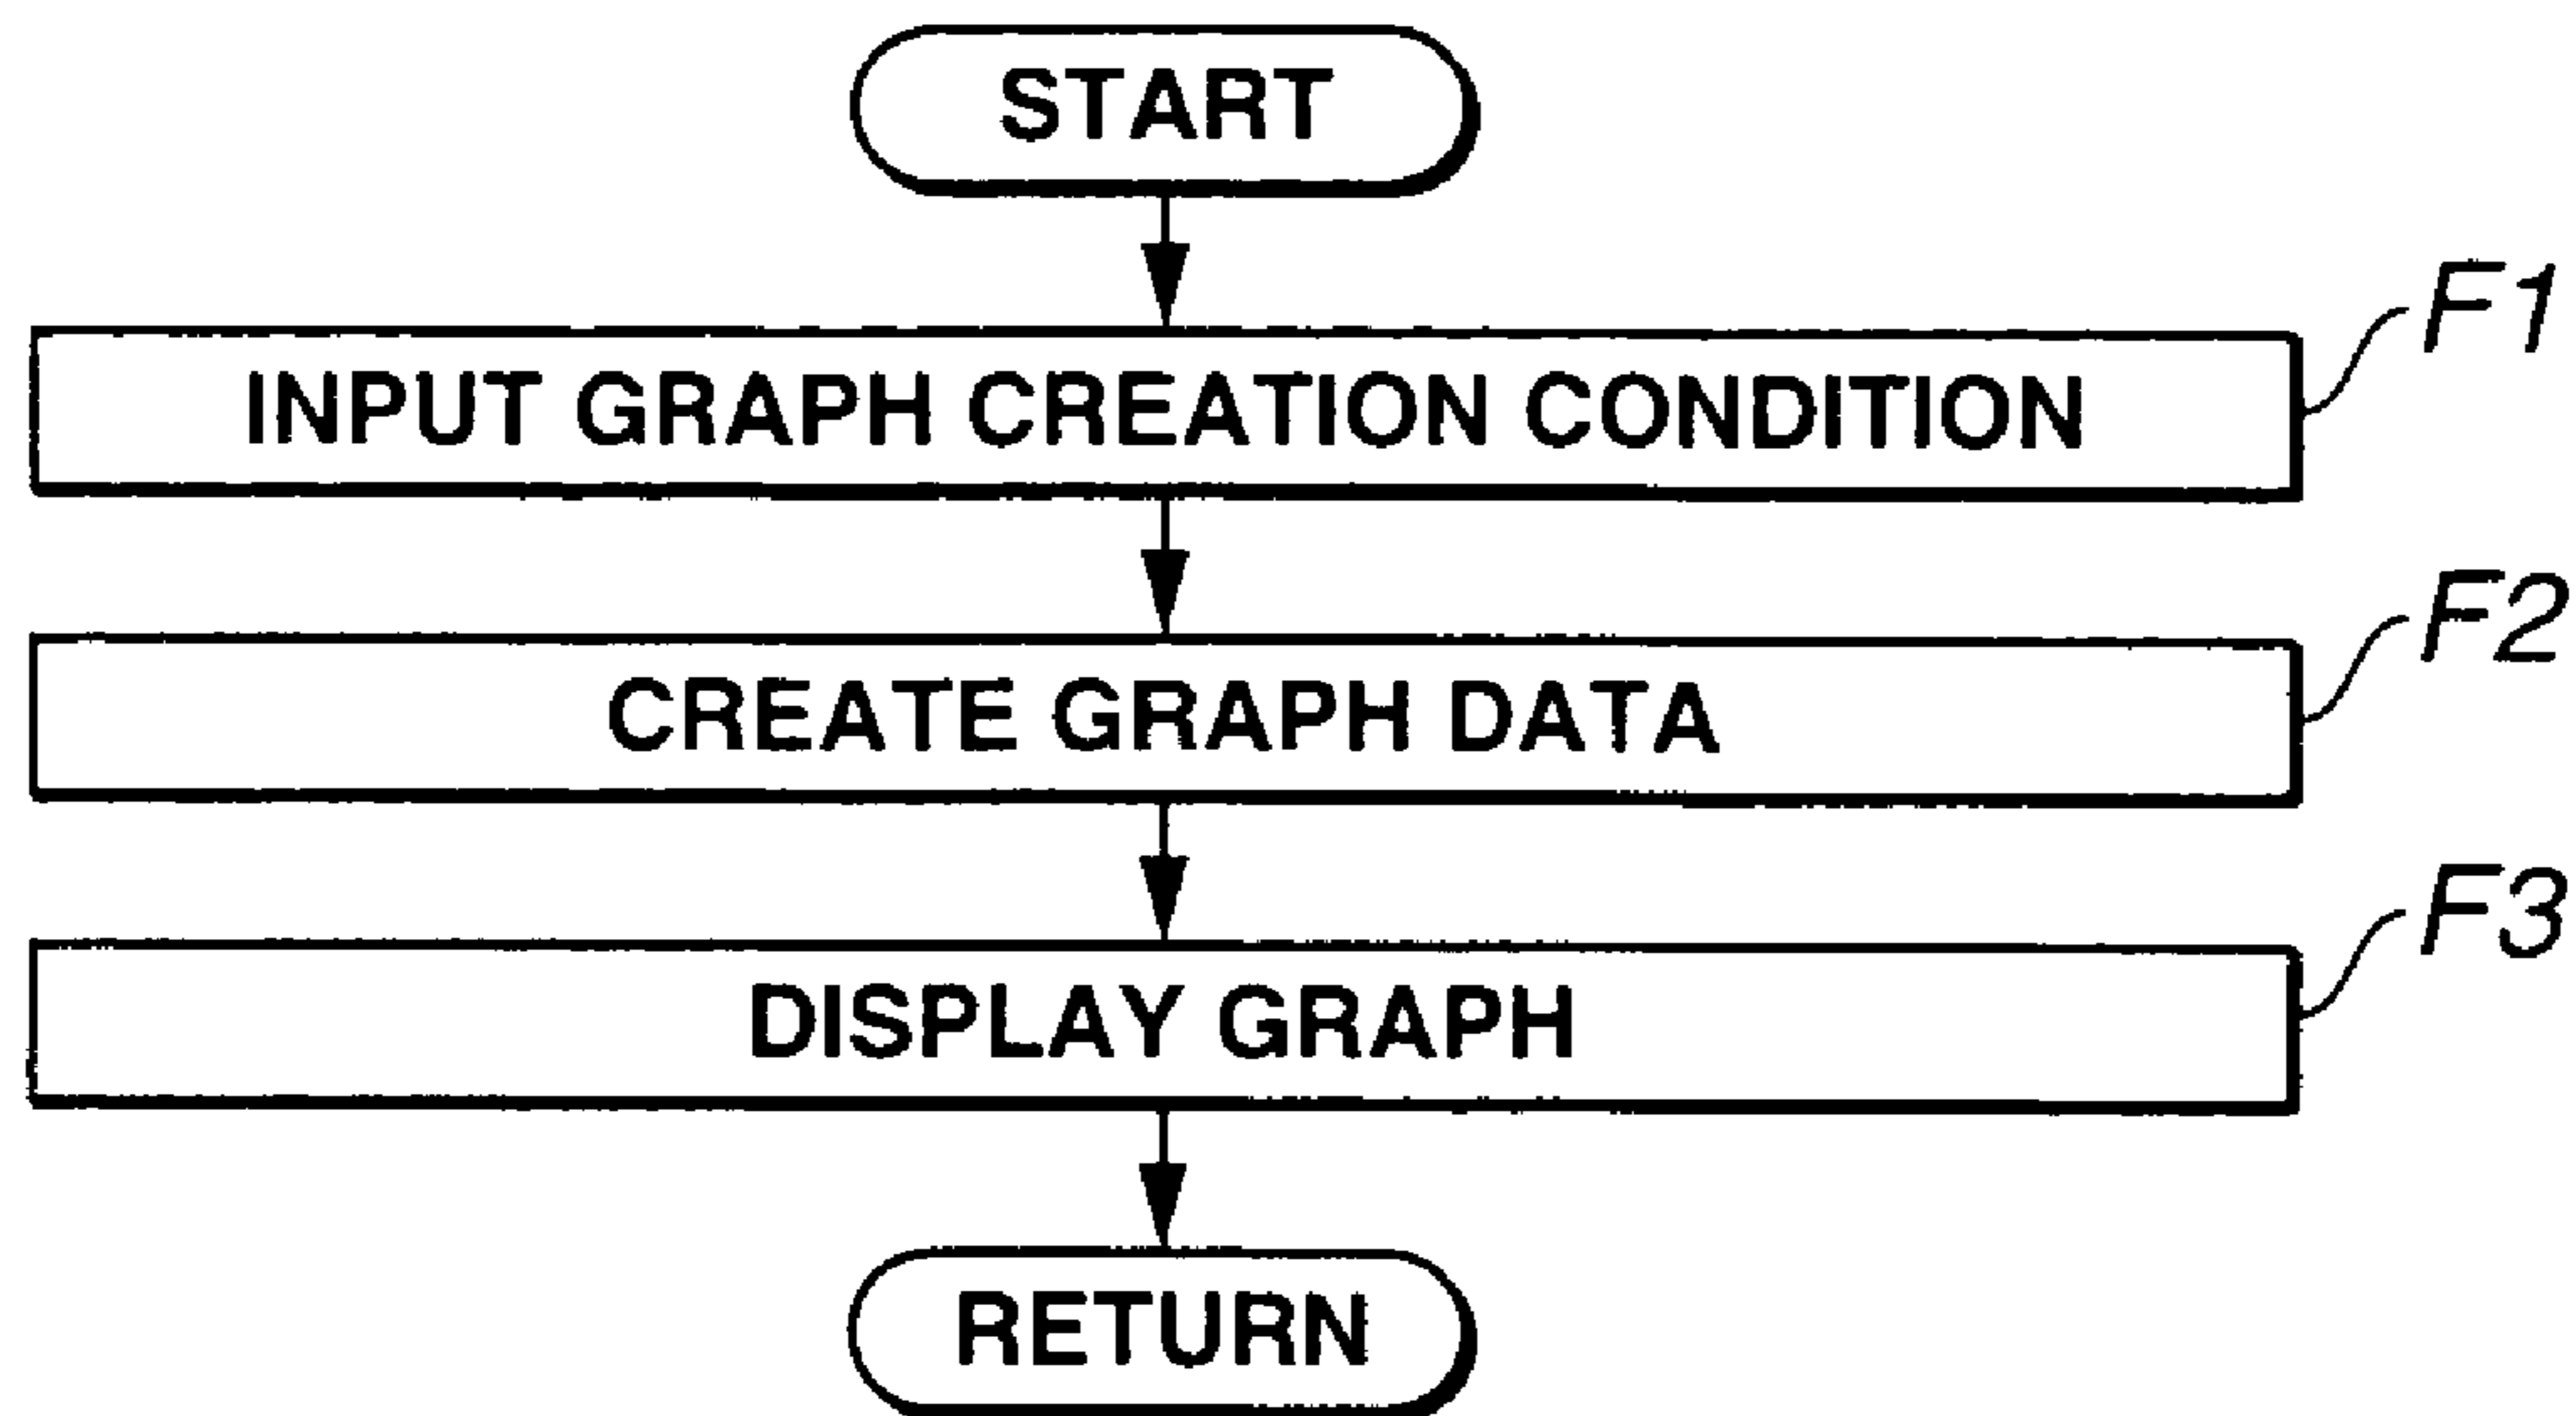 START
INPUT GRAPH CREATION CONDITION
F1
CREATE GRAPH DATA
F2
DISPLAY GRAPH
F3
RETURN